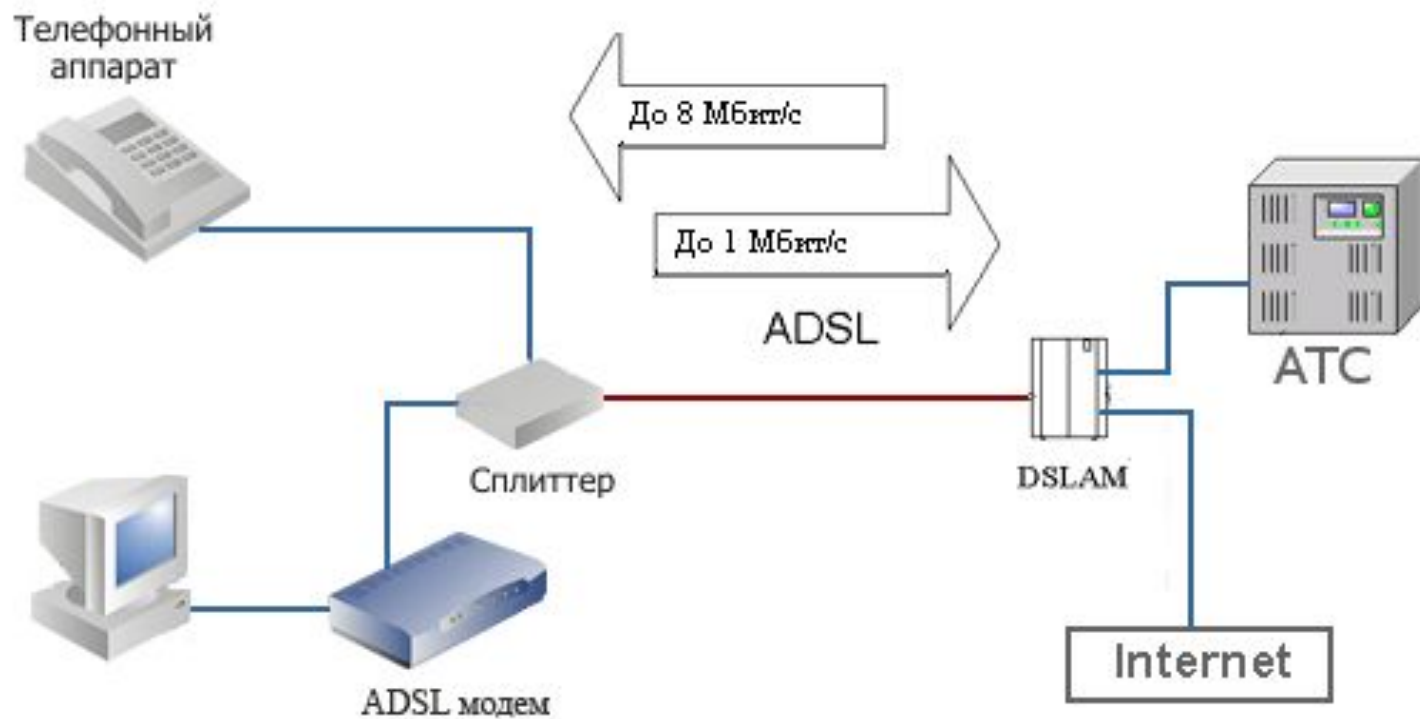 Телефонный
аппарат
До 8 Мбит/с
До 1 Мбит/с
ADSL
АТС
DSLAM
Сплиттер
Internet
ADSL модем